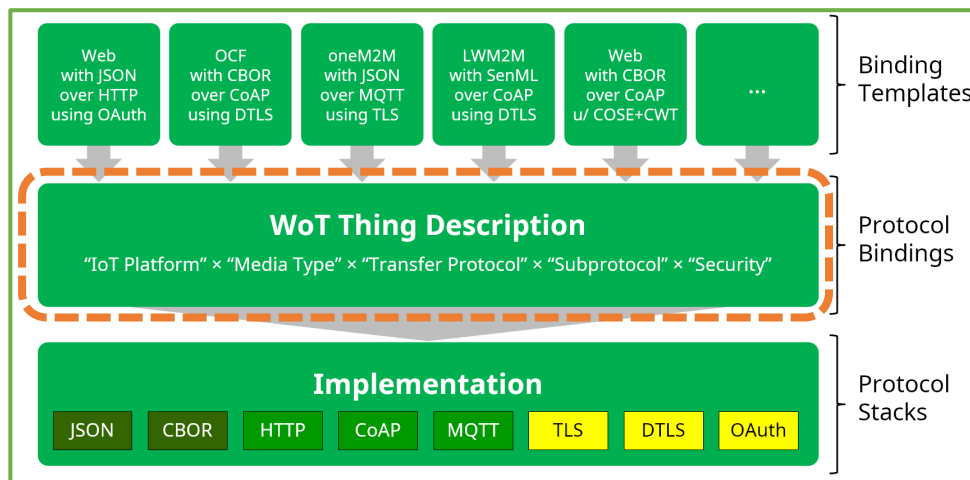 Web
with JSON
over HTTP
using OAuth
OCF
with CBOR
over CoAP
using DTLS
oneM2M
with JSON
over MQTT
using TLS
LWM2M
with SenML
over CoAP
using DTLS
Web
with CBOR
over CoAP
u/ COSE+CWT
...
Binding
Templates
WoT Thing Description
“IoT Platform” × “Media Type” × “Transfer Protocol” × “Subprotocol” × “Security”
Protocol
Bindings
Implementation
JSON
CBOR
HTTP
CoAP
MQTT
TLS
DTLS
OAuth
Protocol
Stacks